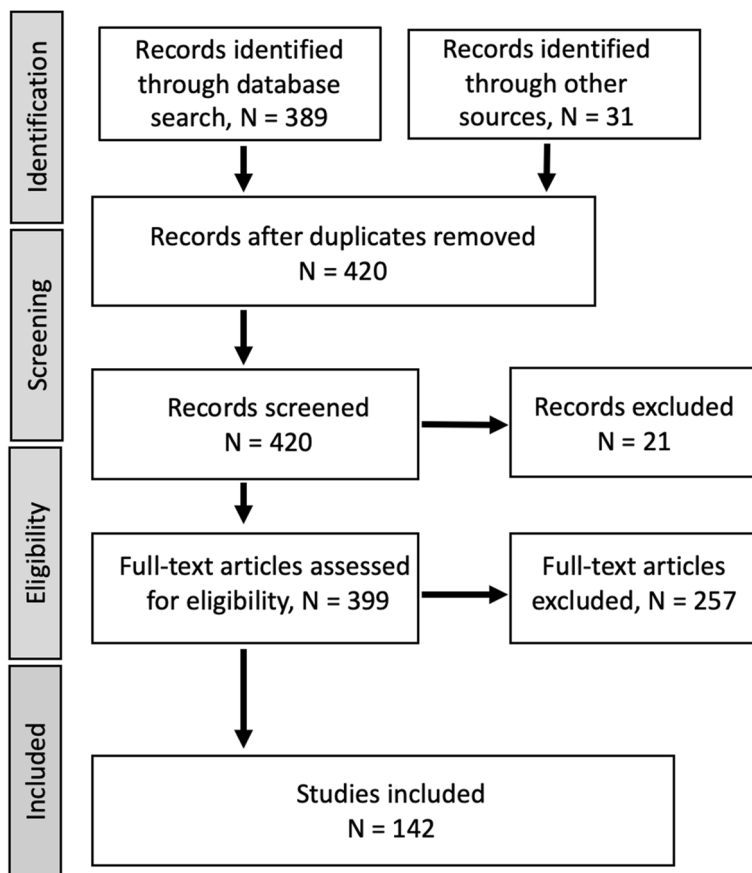 Identification
Records identified
through database
search, N = 389
Records identified
through other
sources, N = 31
Records after duplicates removed
N = 420
Screening
Records screened
N = 420
Records excluded
N = 21
Eligibility
Full-text articles assessed
for eligibility, N = 399
Full-text articles
excluded, N = 257
Included
Studies included
N = 142